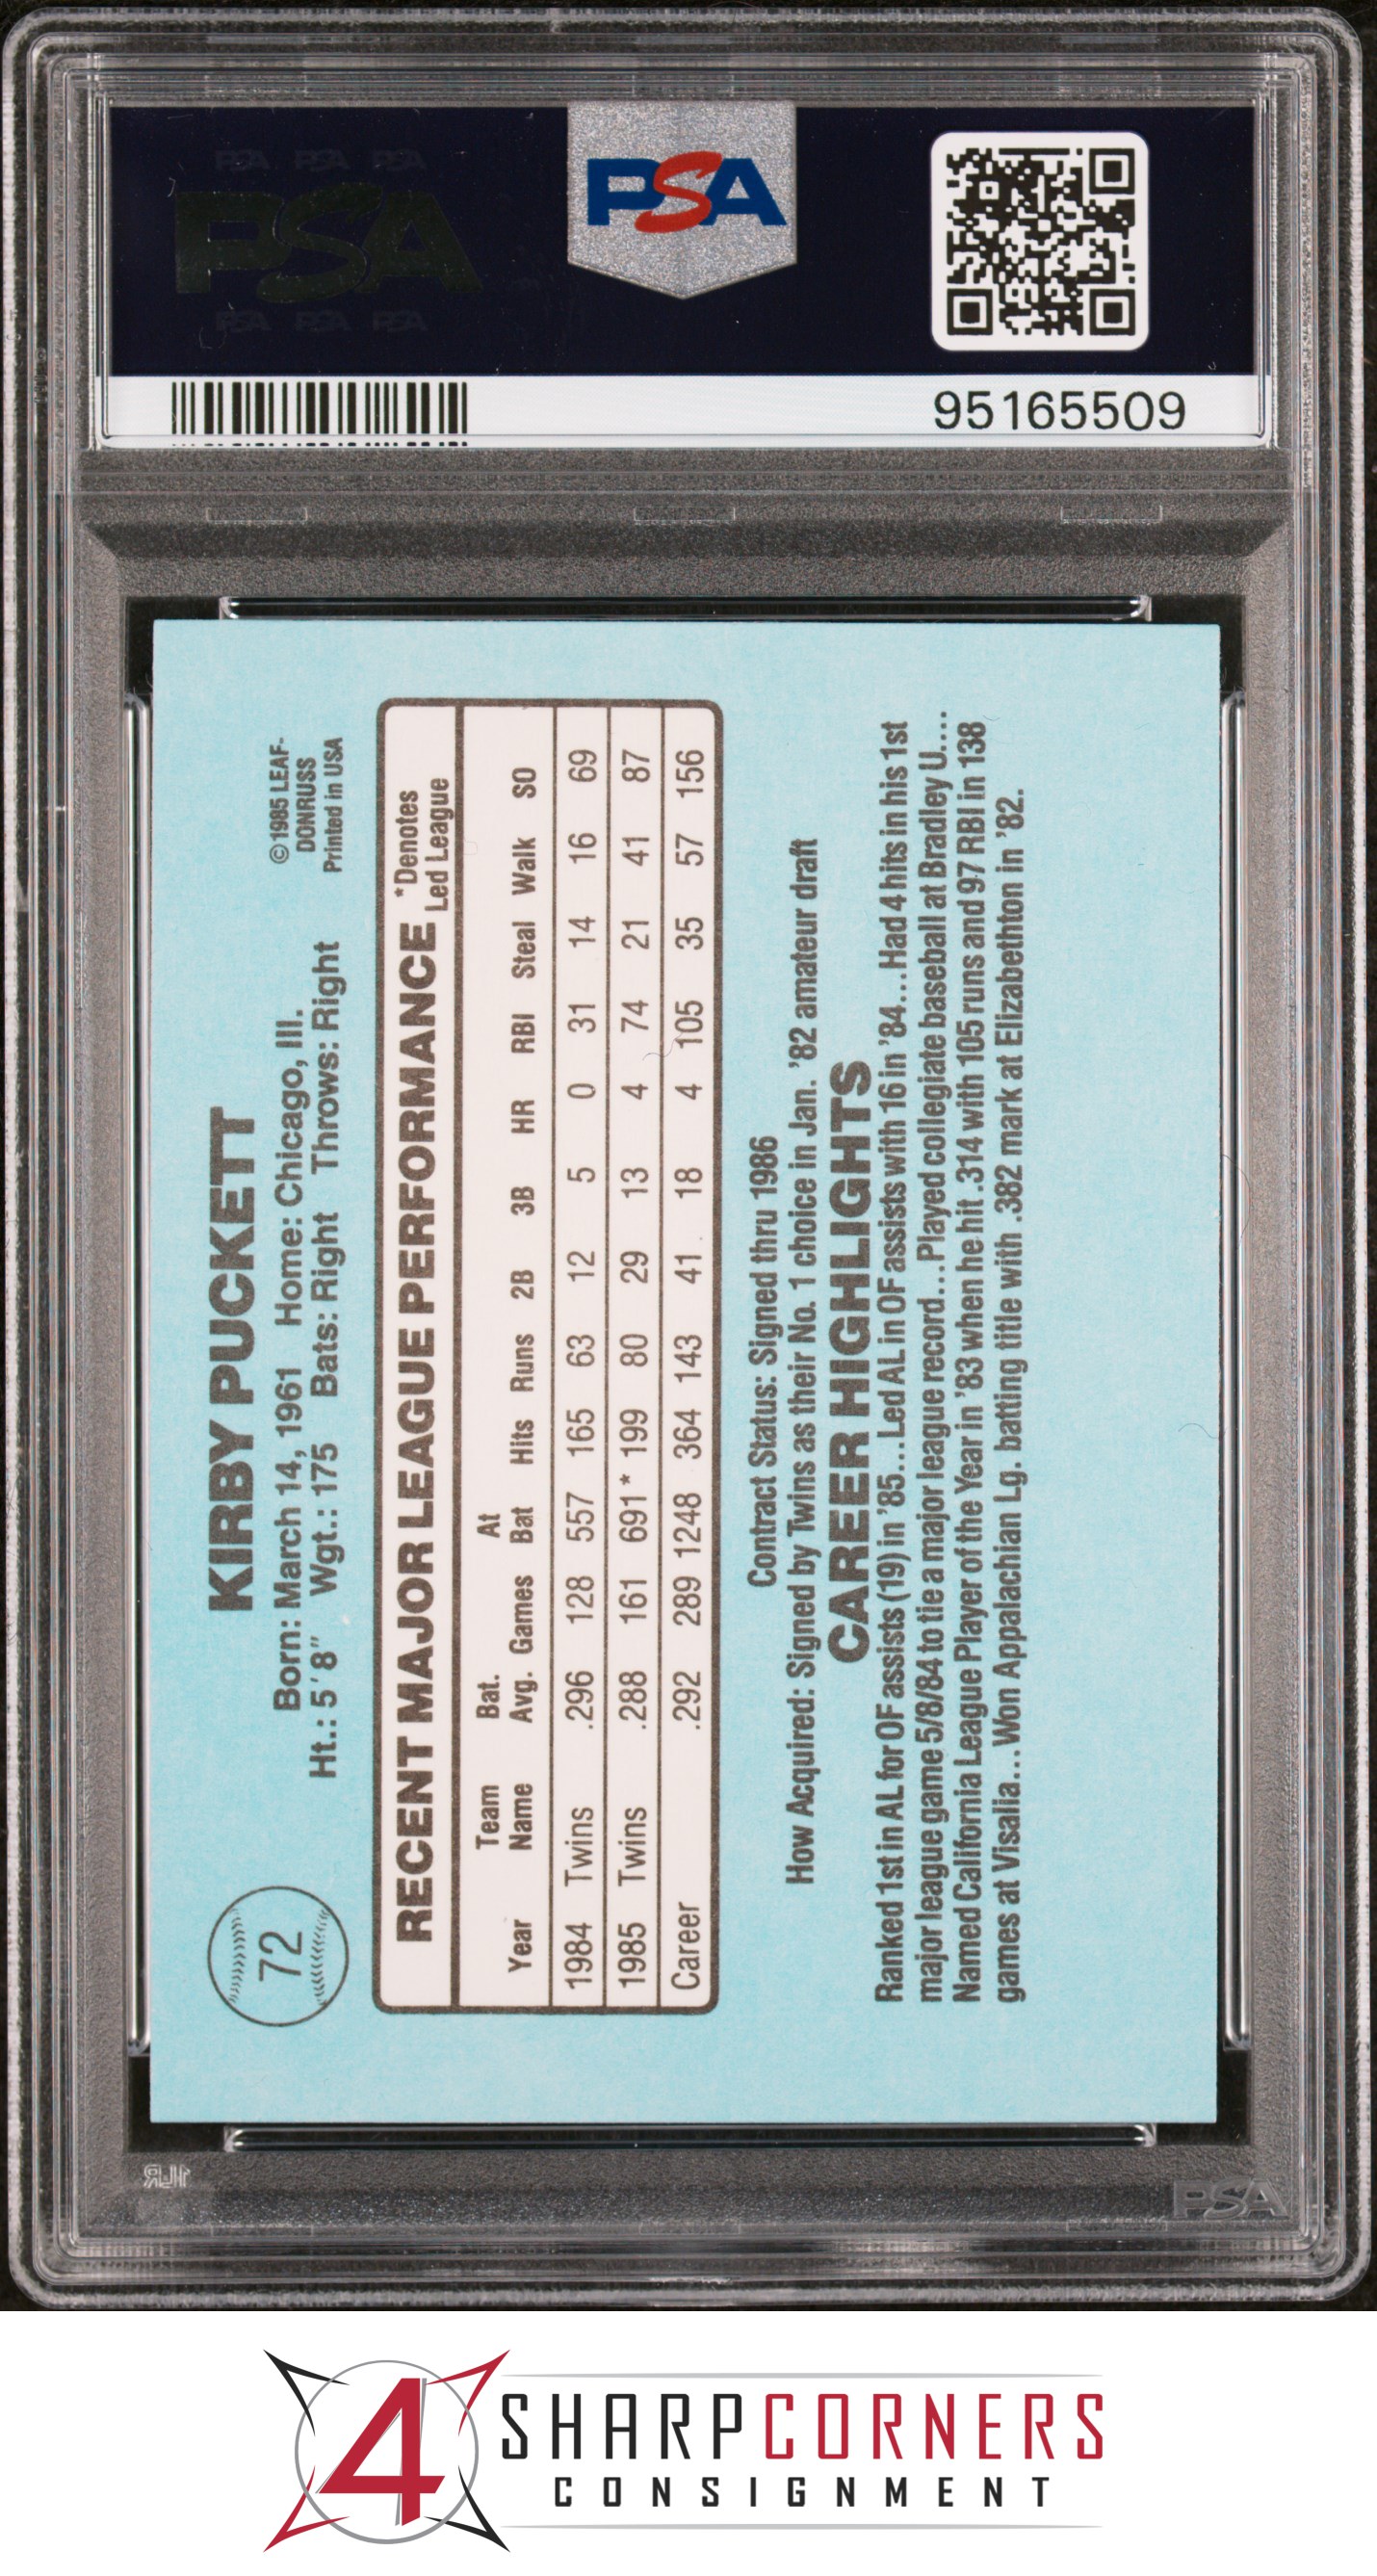 PSA PSA PSA
PSA
PSA PSA PSA
PSA
95165509
72
KIRBY PUCKETT
Born: March 14, 1961 Home: Chicago, Ill.
Ht.: 5'8" Wgt.: 175 Bats: Right Throws: Right
©1985 LEAF-
DONRUSS
Printed in USA
RECENT MAJOR LEAGUE PERFORMANCE *Denotes
Led League
Year Team Name Bat. Avg. Games At Bat Hits Runs 2B 3B HR RBI Steal Walk SO
1984 Twins .296 128 557 165 63 12 5 0 31 14 16 69
1985 Twins .288 161 691* 199 80 29 13 4 74 21 41 87
Career .292 289 1248 364 143 41 18 4 105 35 57 156
Contract Status: Signed thru 1986
How Acquired: Signed by Twins as their No. 1 choice in Jan. '82 amateur draft
CAREER HIGHLIGHTS
Ranked 1st in AL for OF assists (19) in '85...Led AL in OF assists with 16 in '84...Had 4 hits in his 1st
major league game 5/8/84 to tie a major league record...Played collegiate baseball at Bradley U....
Named California League Player of the Year in '83 when he hit .314 with 105 runs and 97 RBI in 138
games at Visalia...Won Appalachian Lg. batting title with .382 mark at Elizabethton in '82.
1LR
PSA
4 SHARPCORNERS
CONSIGNMENT